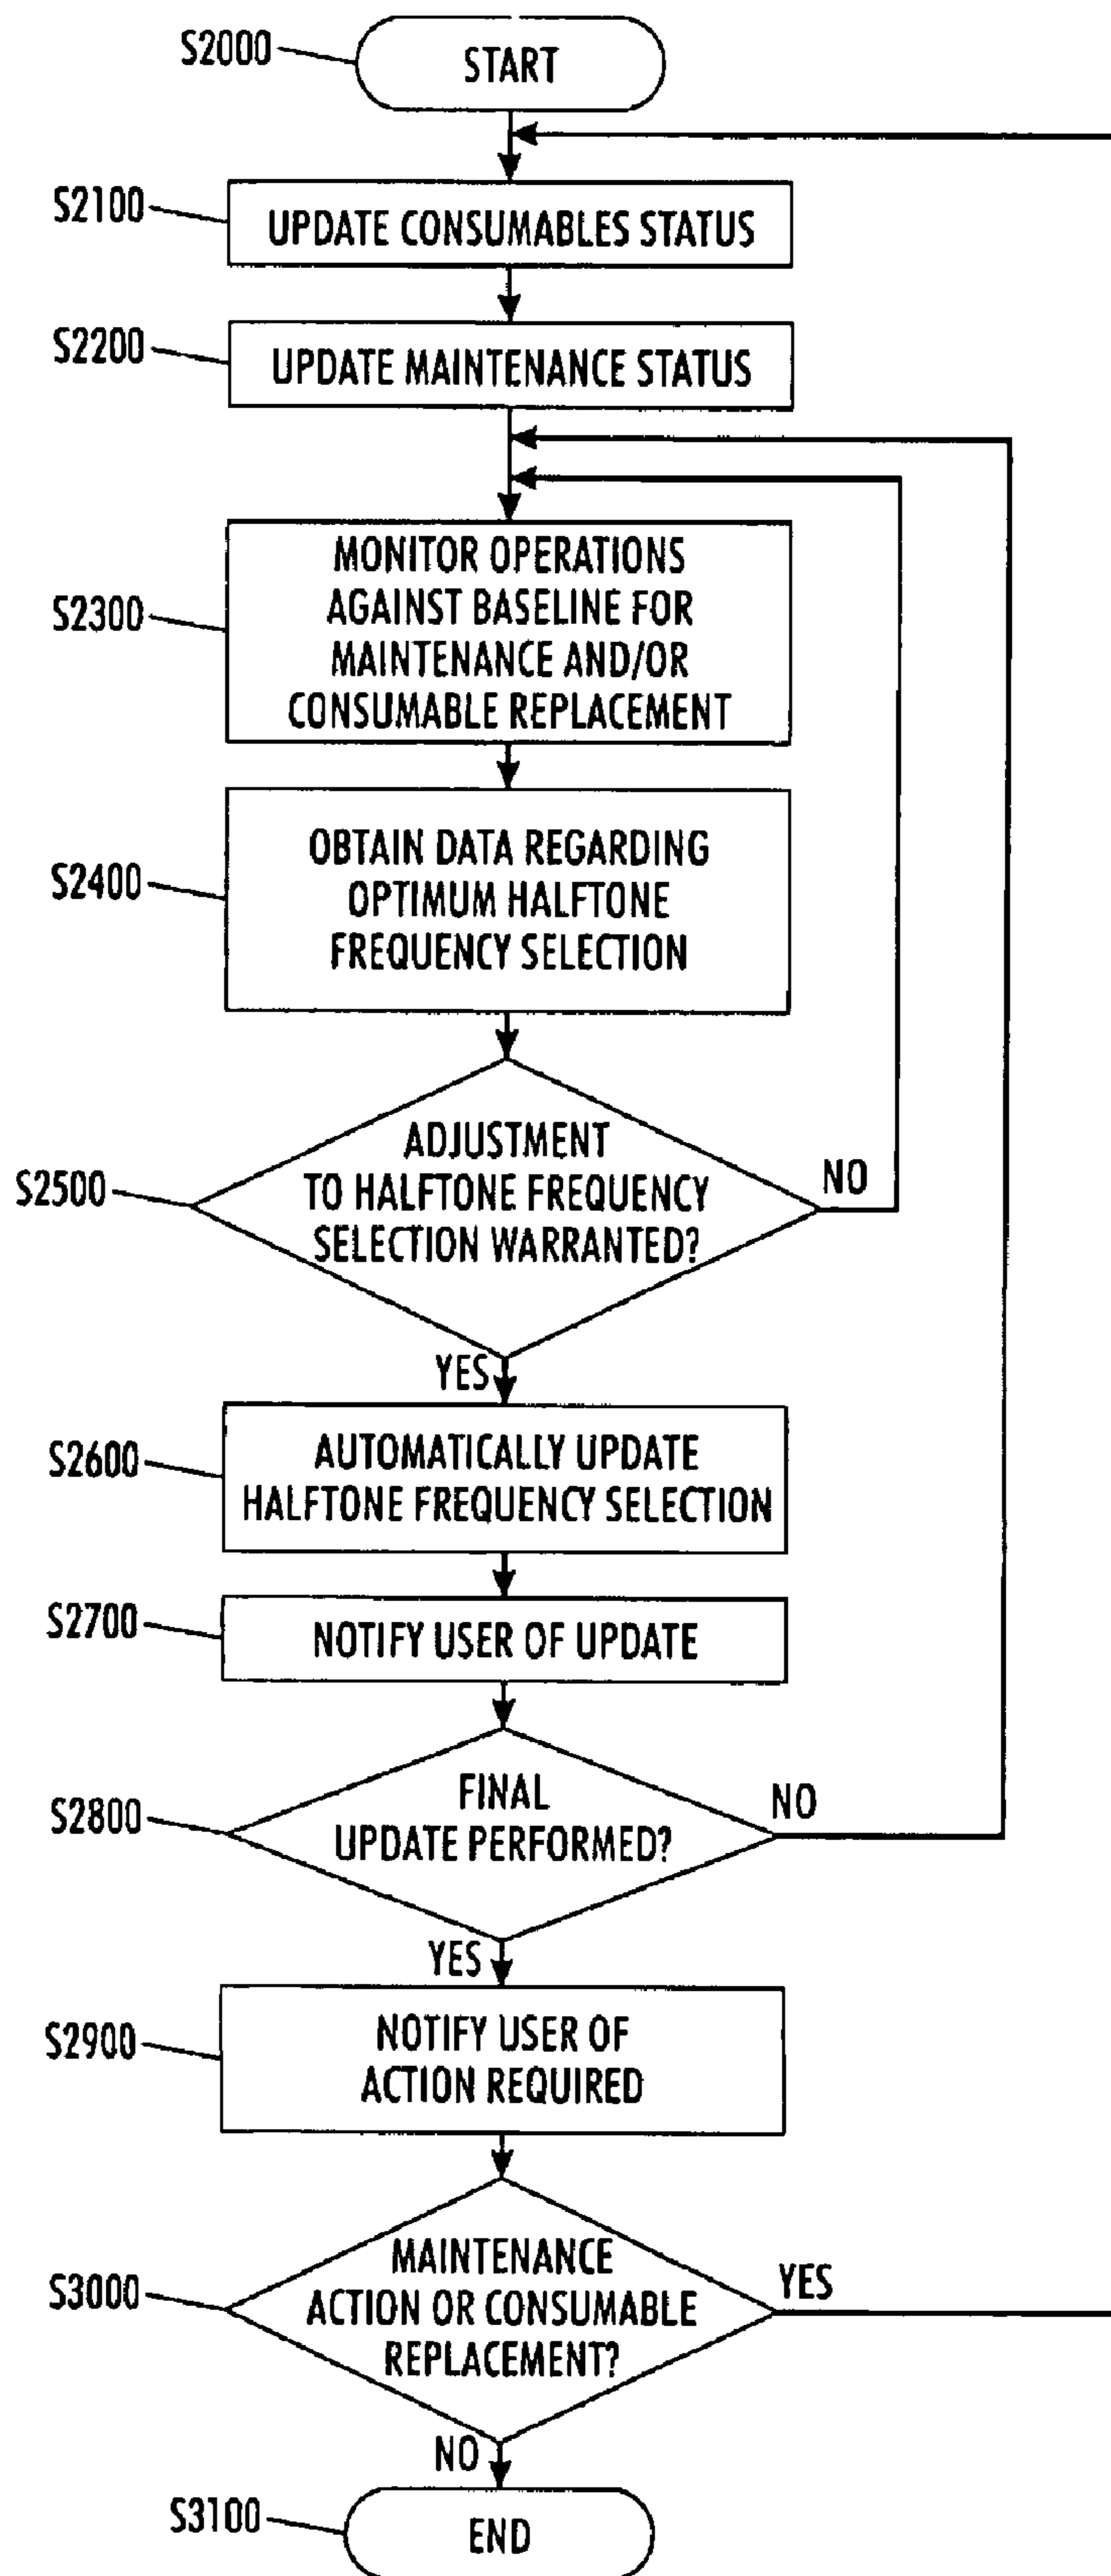 S2000
START
S2100
UPDATE CONSUMABLES STATUS
S2200
UPDATE MAINTENANCE STATUS
S2300
MONITOR OPERATIONS
AGAINST BASELINE FOR
MAINTENANCE AND/OR
CONSUMABLE REPLACEMENT
S2400
OBTAIN DATA REGARDING
OPTIMUM HALFTONE
FREQUENCY SELECTION
S2500
ADJUSTMENT
TO HALFTONE FREQUENCY
SELECTION WARRANTED?
NO
YES
S2600
AUTOMATICALLY UPDATE
HALFTONE FREQUENCY SELECTION
S2700
NOTIFY USER OF UPDATE
S2800
FINAL
UPDATE PERFORMED?
NO
YES
S2900
NOTIFY USER OF
ACTION REQUIRED
S3000
MAINTENANCE
ACTION OR CONSUMABLE
REPLACEMENT?
YES
NO
S3100
END